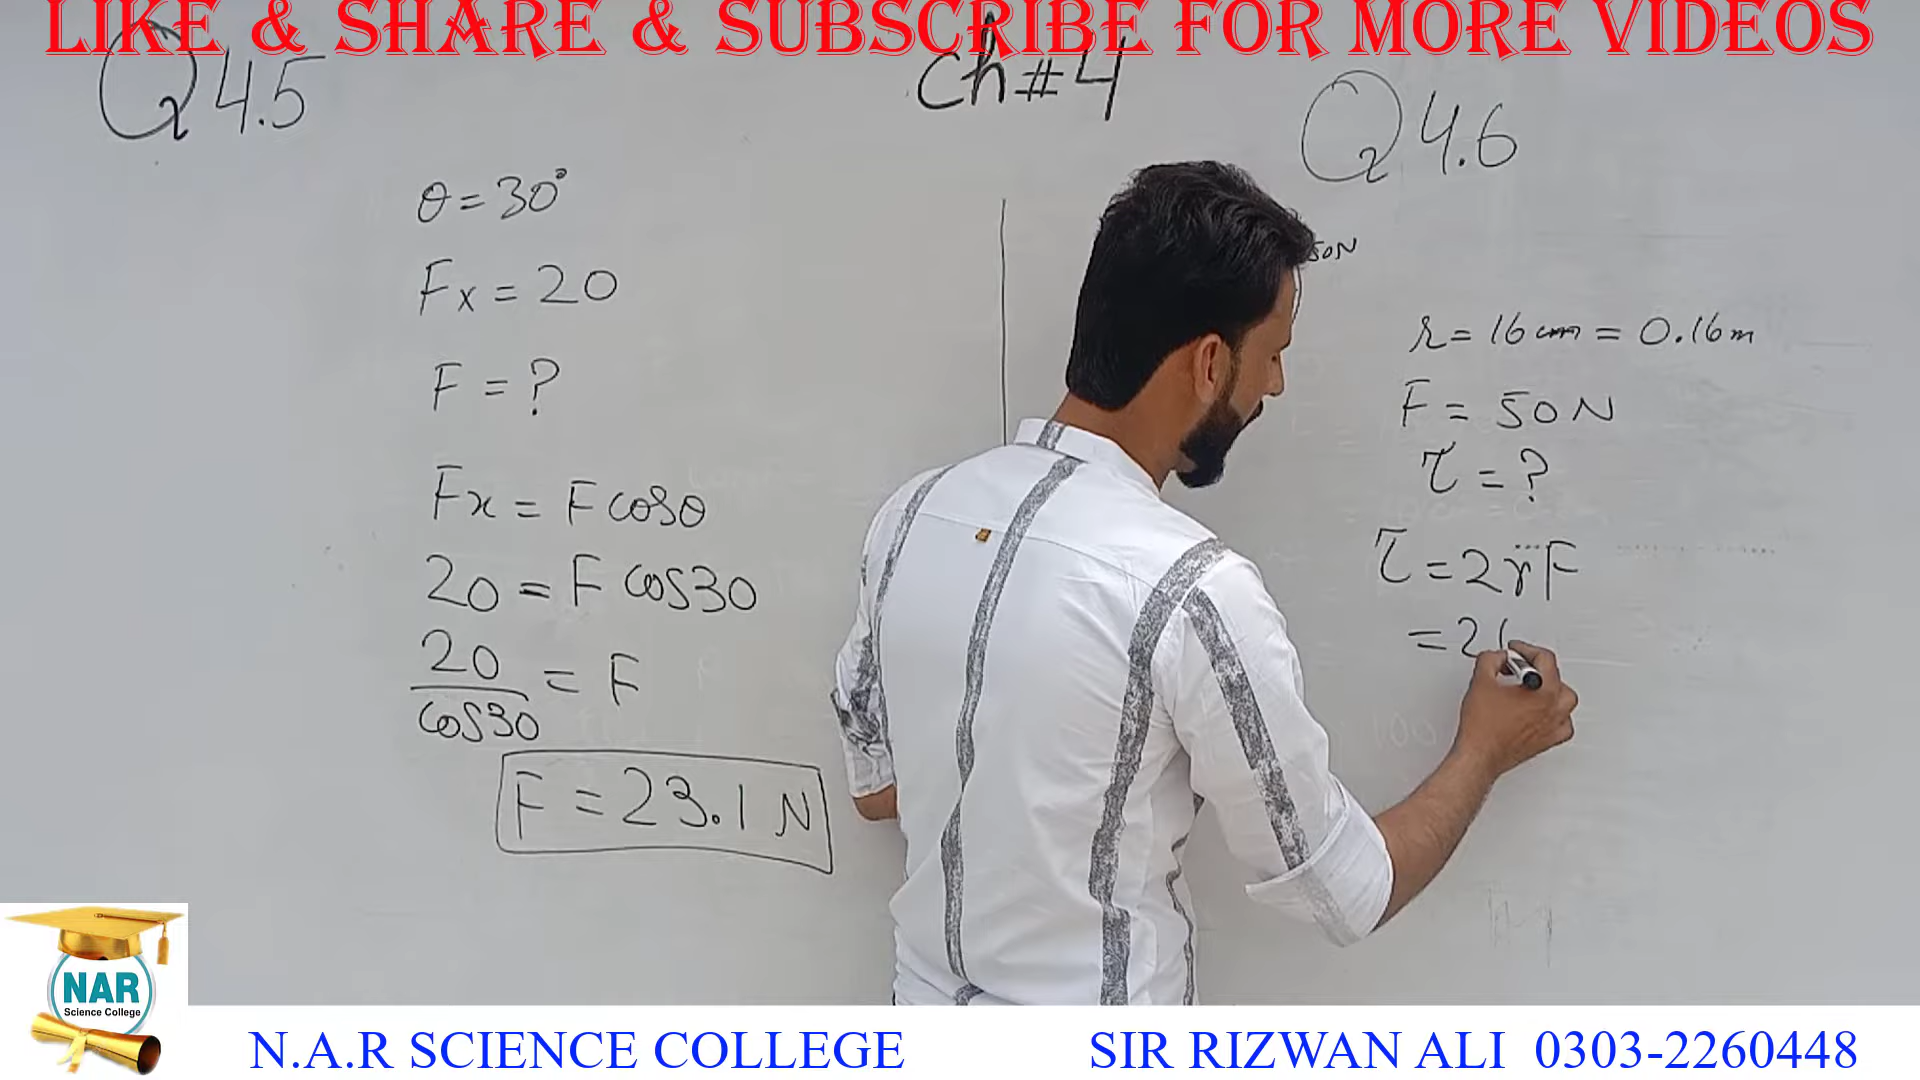 LIKE & SHARE & SUBSCRIBE FOR MORE VIDEOS
Ch#4
Q 4.5
θ = 30°
Fx = 20
F = ?
Fx = F cosθ
20 = F cos30
20/cos30 = F
F = 23.1 N
Q 4.6
50N
r = 16 cm = 0.16m
F = 50 N
τ = ?
τ = 2rF
= 2(
NAR
Science College
N.A.R SCIENCE COLLEGE
SIR RIZWAN ALI 0303-2260448